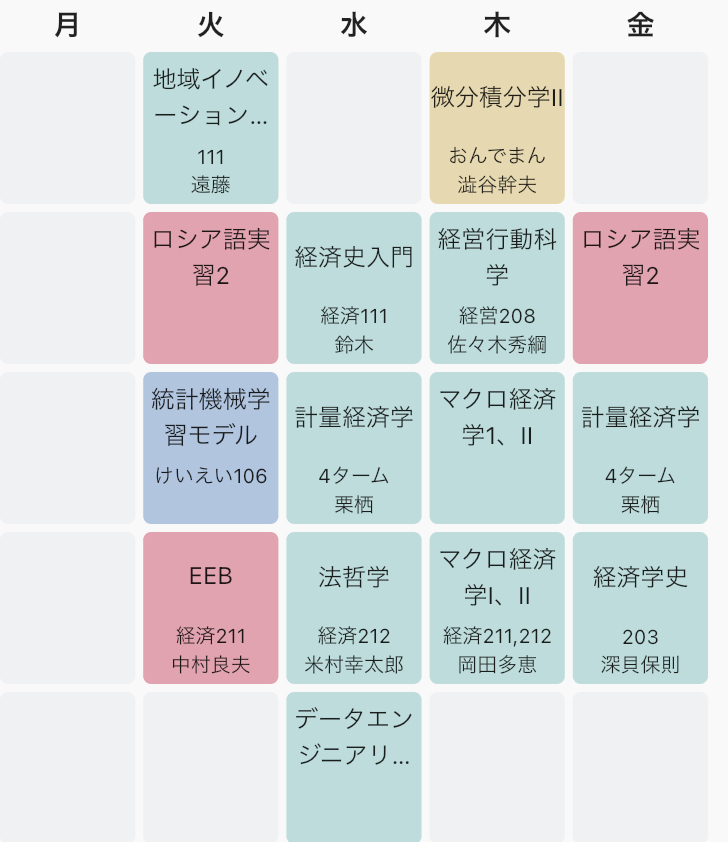 月 火 水 木 金
地域イノベ
ーション...
111
遠藤
微分積分学II
おんでまん
澁谷幹夫
ロシア語実
習2
経済史入門
経済111
鈴木
経営行動科
学
経営208
佐々木秀綱
ロシア語実
習2
統計機械学
習モデル
けいえい106
計量経済学
4ターム
栗栖
マクロ経済
学1、II
計量経済学
4ターム
栗栖
EEB
経済211
中村良夫
法哲学
経済212
米村幸太郎
マクロ経済
学I、II
経済211,212
岡田多恵
経済学史
203
深貝保則
データエン
ジニアリ...